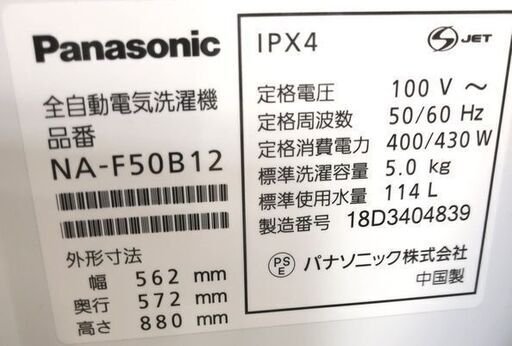 Panasonic
全自動電気洗濯機
品番
NA-F50B12
外形寸法
幅 562 mm
奥行 572 mm
高さ 880 mm
IPX4
S JET
定格電圧 100 V ～
定格周波数 50/60 Hz
定格消費電力 400/430 W
標準洗濯容量 5.0 kg
標準使用水量 114 L
製造番号 18D3404839
PS
E
パナソニック株式会社
中国製